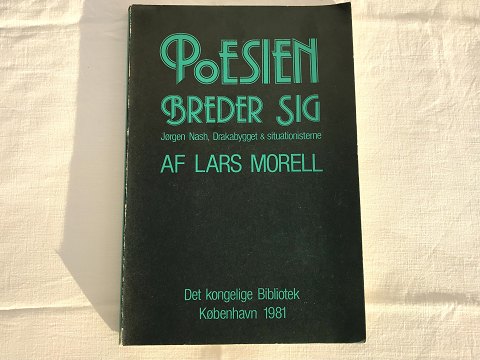 PoESIEN
BREDER SIG
Jørgen Nash, Drakabygget & situationisterne
AF LARS MORELL
Det kongelige Bibliotek
København 1981